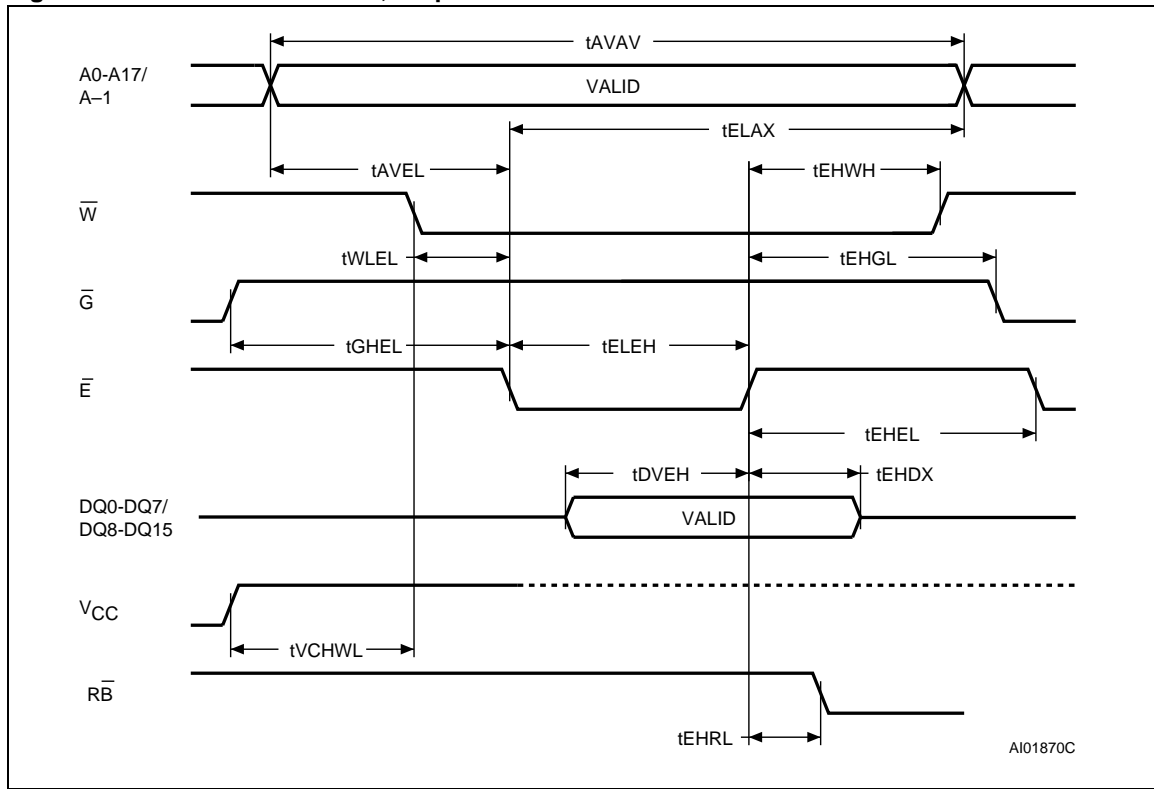 tAVAV
A0-A17/
A–1
VALID
tELAX
tAVEL
tEHWH
W̅
tWLEL
tEHGL
G̅
tGHEL
tELEH
E̅
tEHEL
tDVEH
tEHDX
DQ0-DQ7/
DQ8-DQ15
VALID
VCC
tVCHWL
RB̅
tEHRL
AI01870C